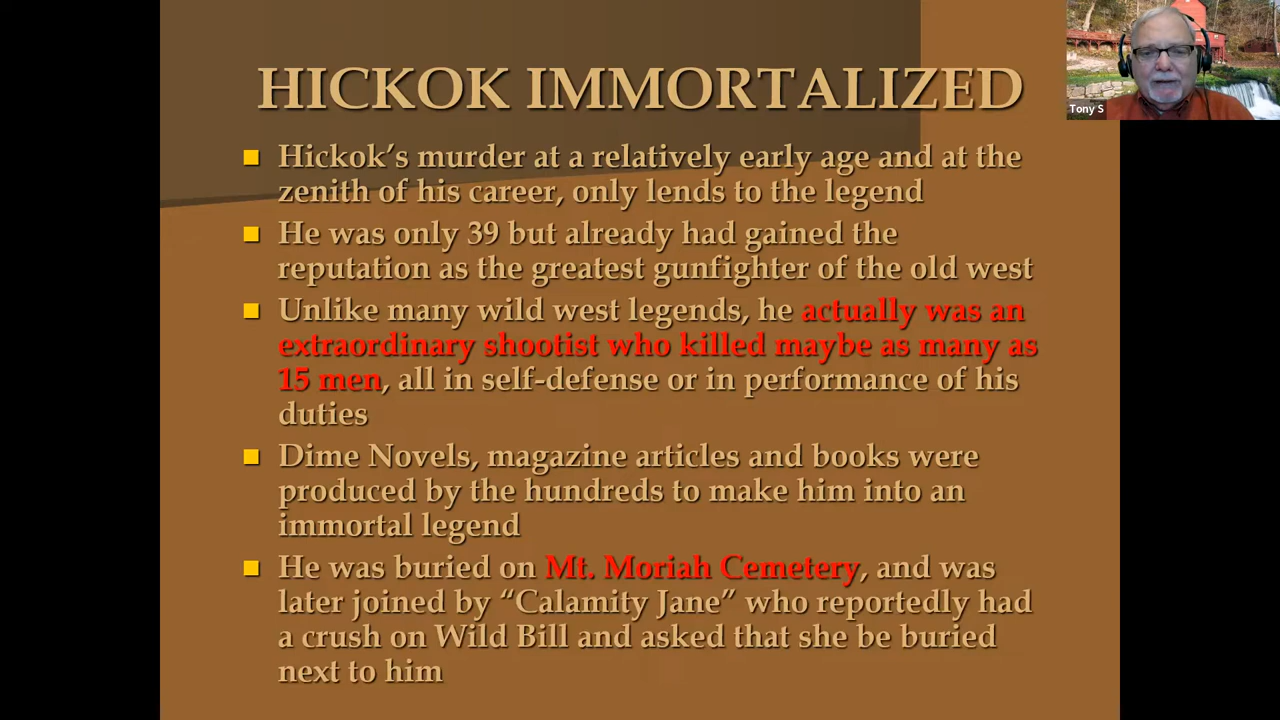 HICKOK IMMORTALIZED
Hickok’s murder at a relatively early age and at the
zenith of his career, only lends to the legend
He was only 39 but already had gained the
reputation as the greatest gunfighter of the old west
Unlike many wild west legends, he actually was an
extraordinary shootist who killed maybe as many as
15 men, all in self-defense or in performance of his
duties
Dime Novels, magazine articles and books were
produced by the hundreds to make him into an
immortal legend
He was buried on Mt. Moriah Cemetery, and was
later joined by “Calamity Jane” who reportedly had
a crush on Wild Bill and asked that she be buried
next to him
Tony S